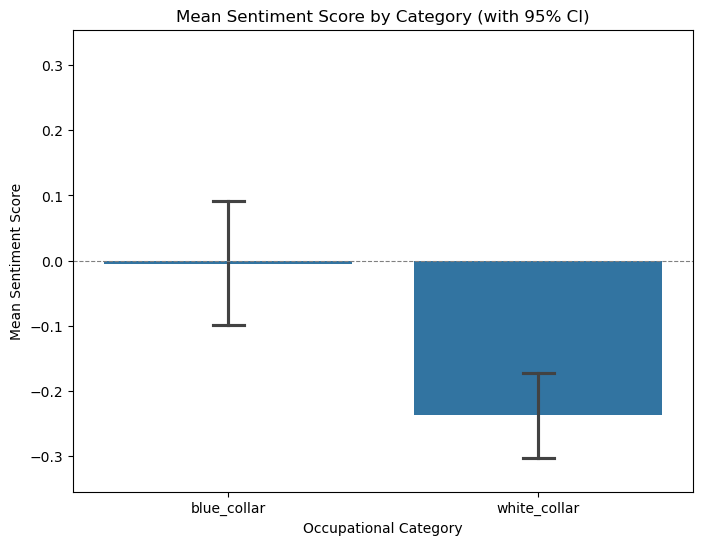 Mean Sentiment Score by Category (with 95% CI)
0.3
0.2
0.1
0.0
−0.1
−0.2
−0.3
Mean Sentiment Score
blue_collar white_collar
Occupational Category